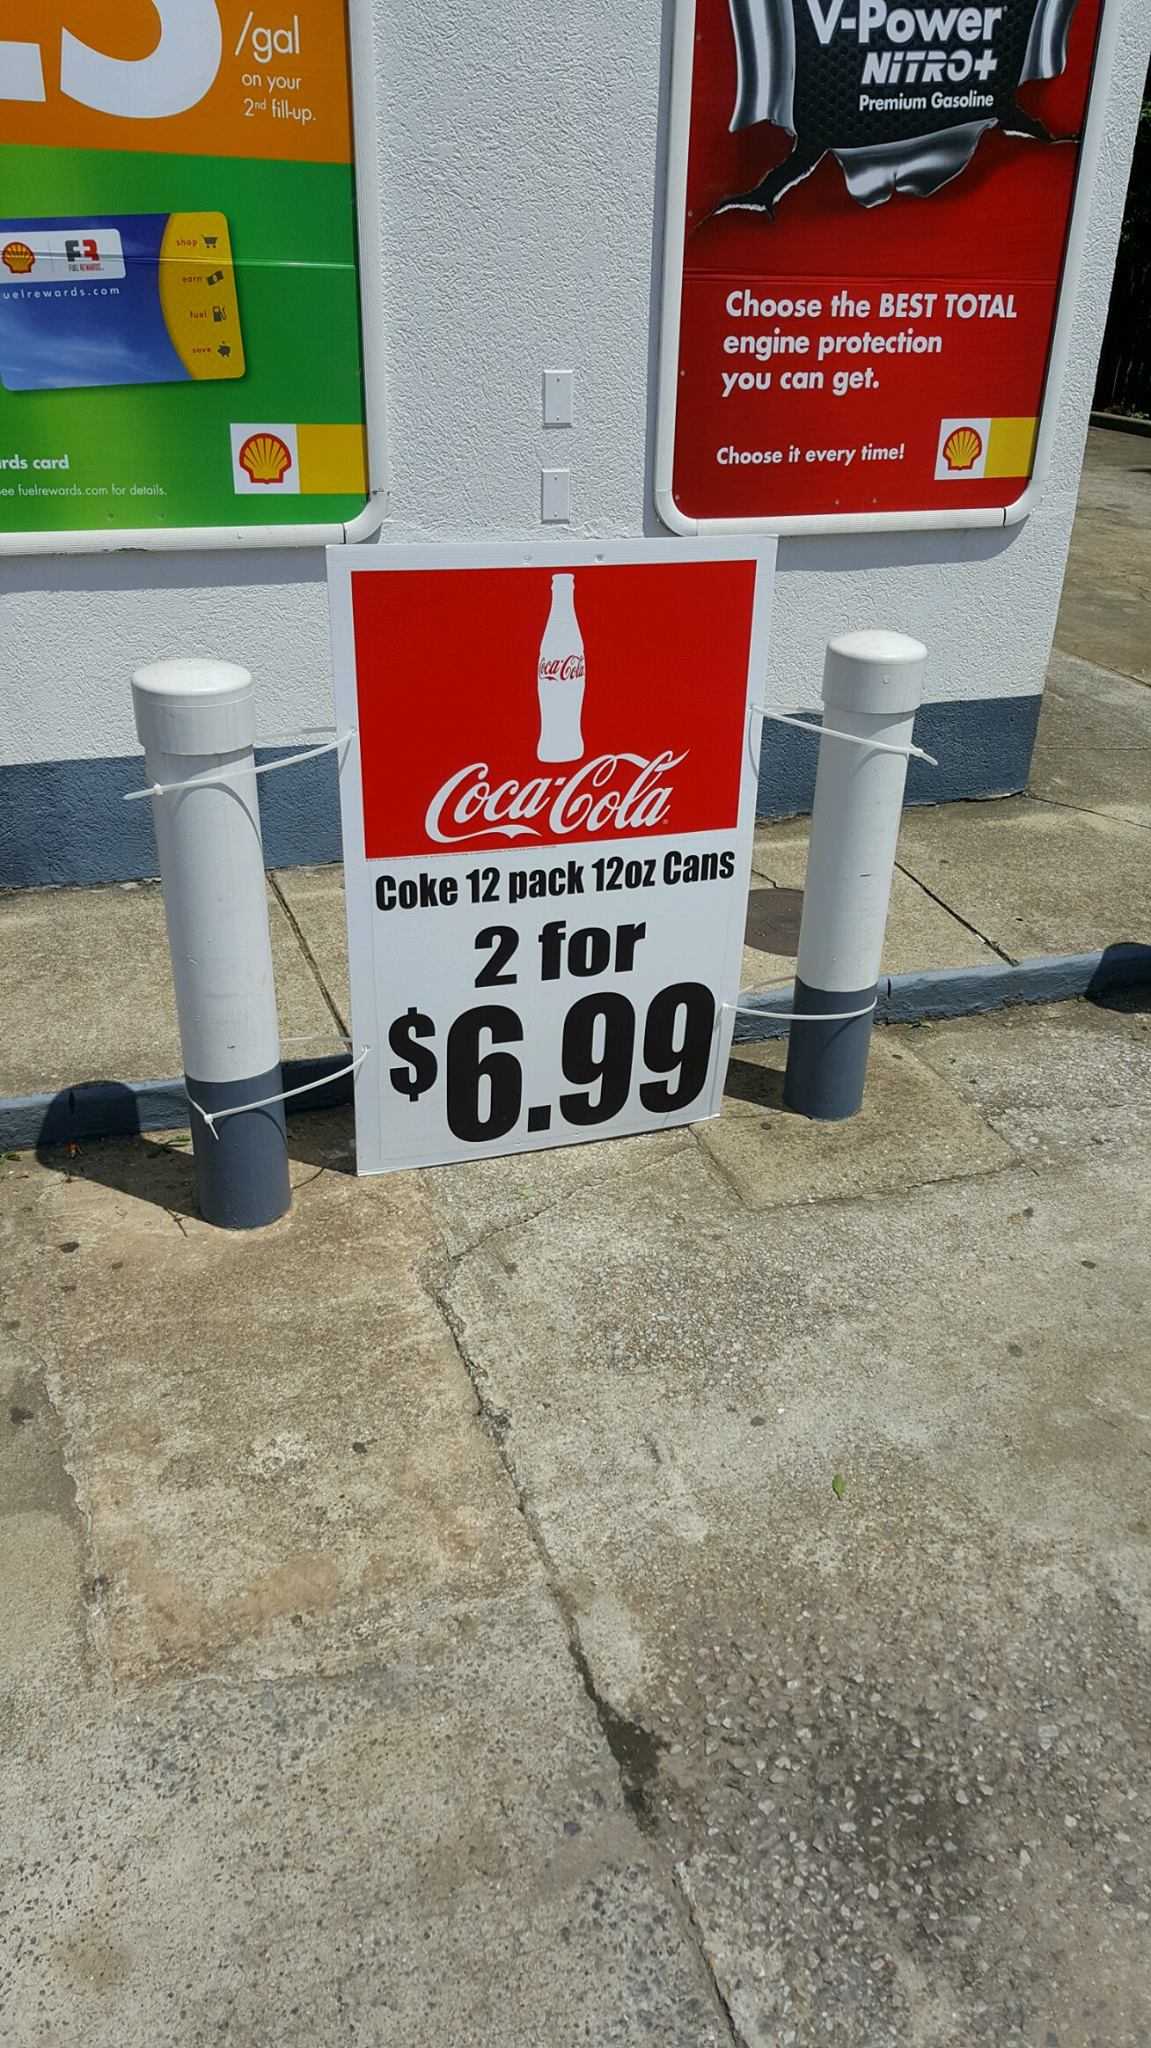 /gal
on your
2nd fill-up.
FUEL REWARDS
uelrewards.com
shop
earn
fuel
save
rds card
ee fuelrewards.com for details.
V-Power
NiTRO+
Premium Gasoline
Choose the BEST TOTAL
engine protection
you can get.
Choose it every time!
Coca-Cola
Coca-Cola
Coke 12 pack 12oz Cans
2 for
$6.99